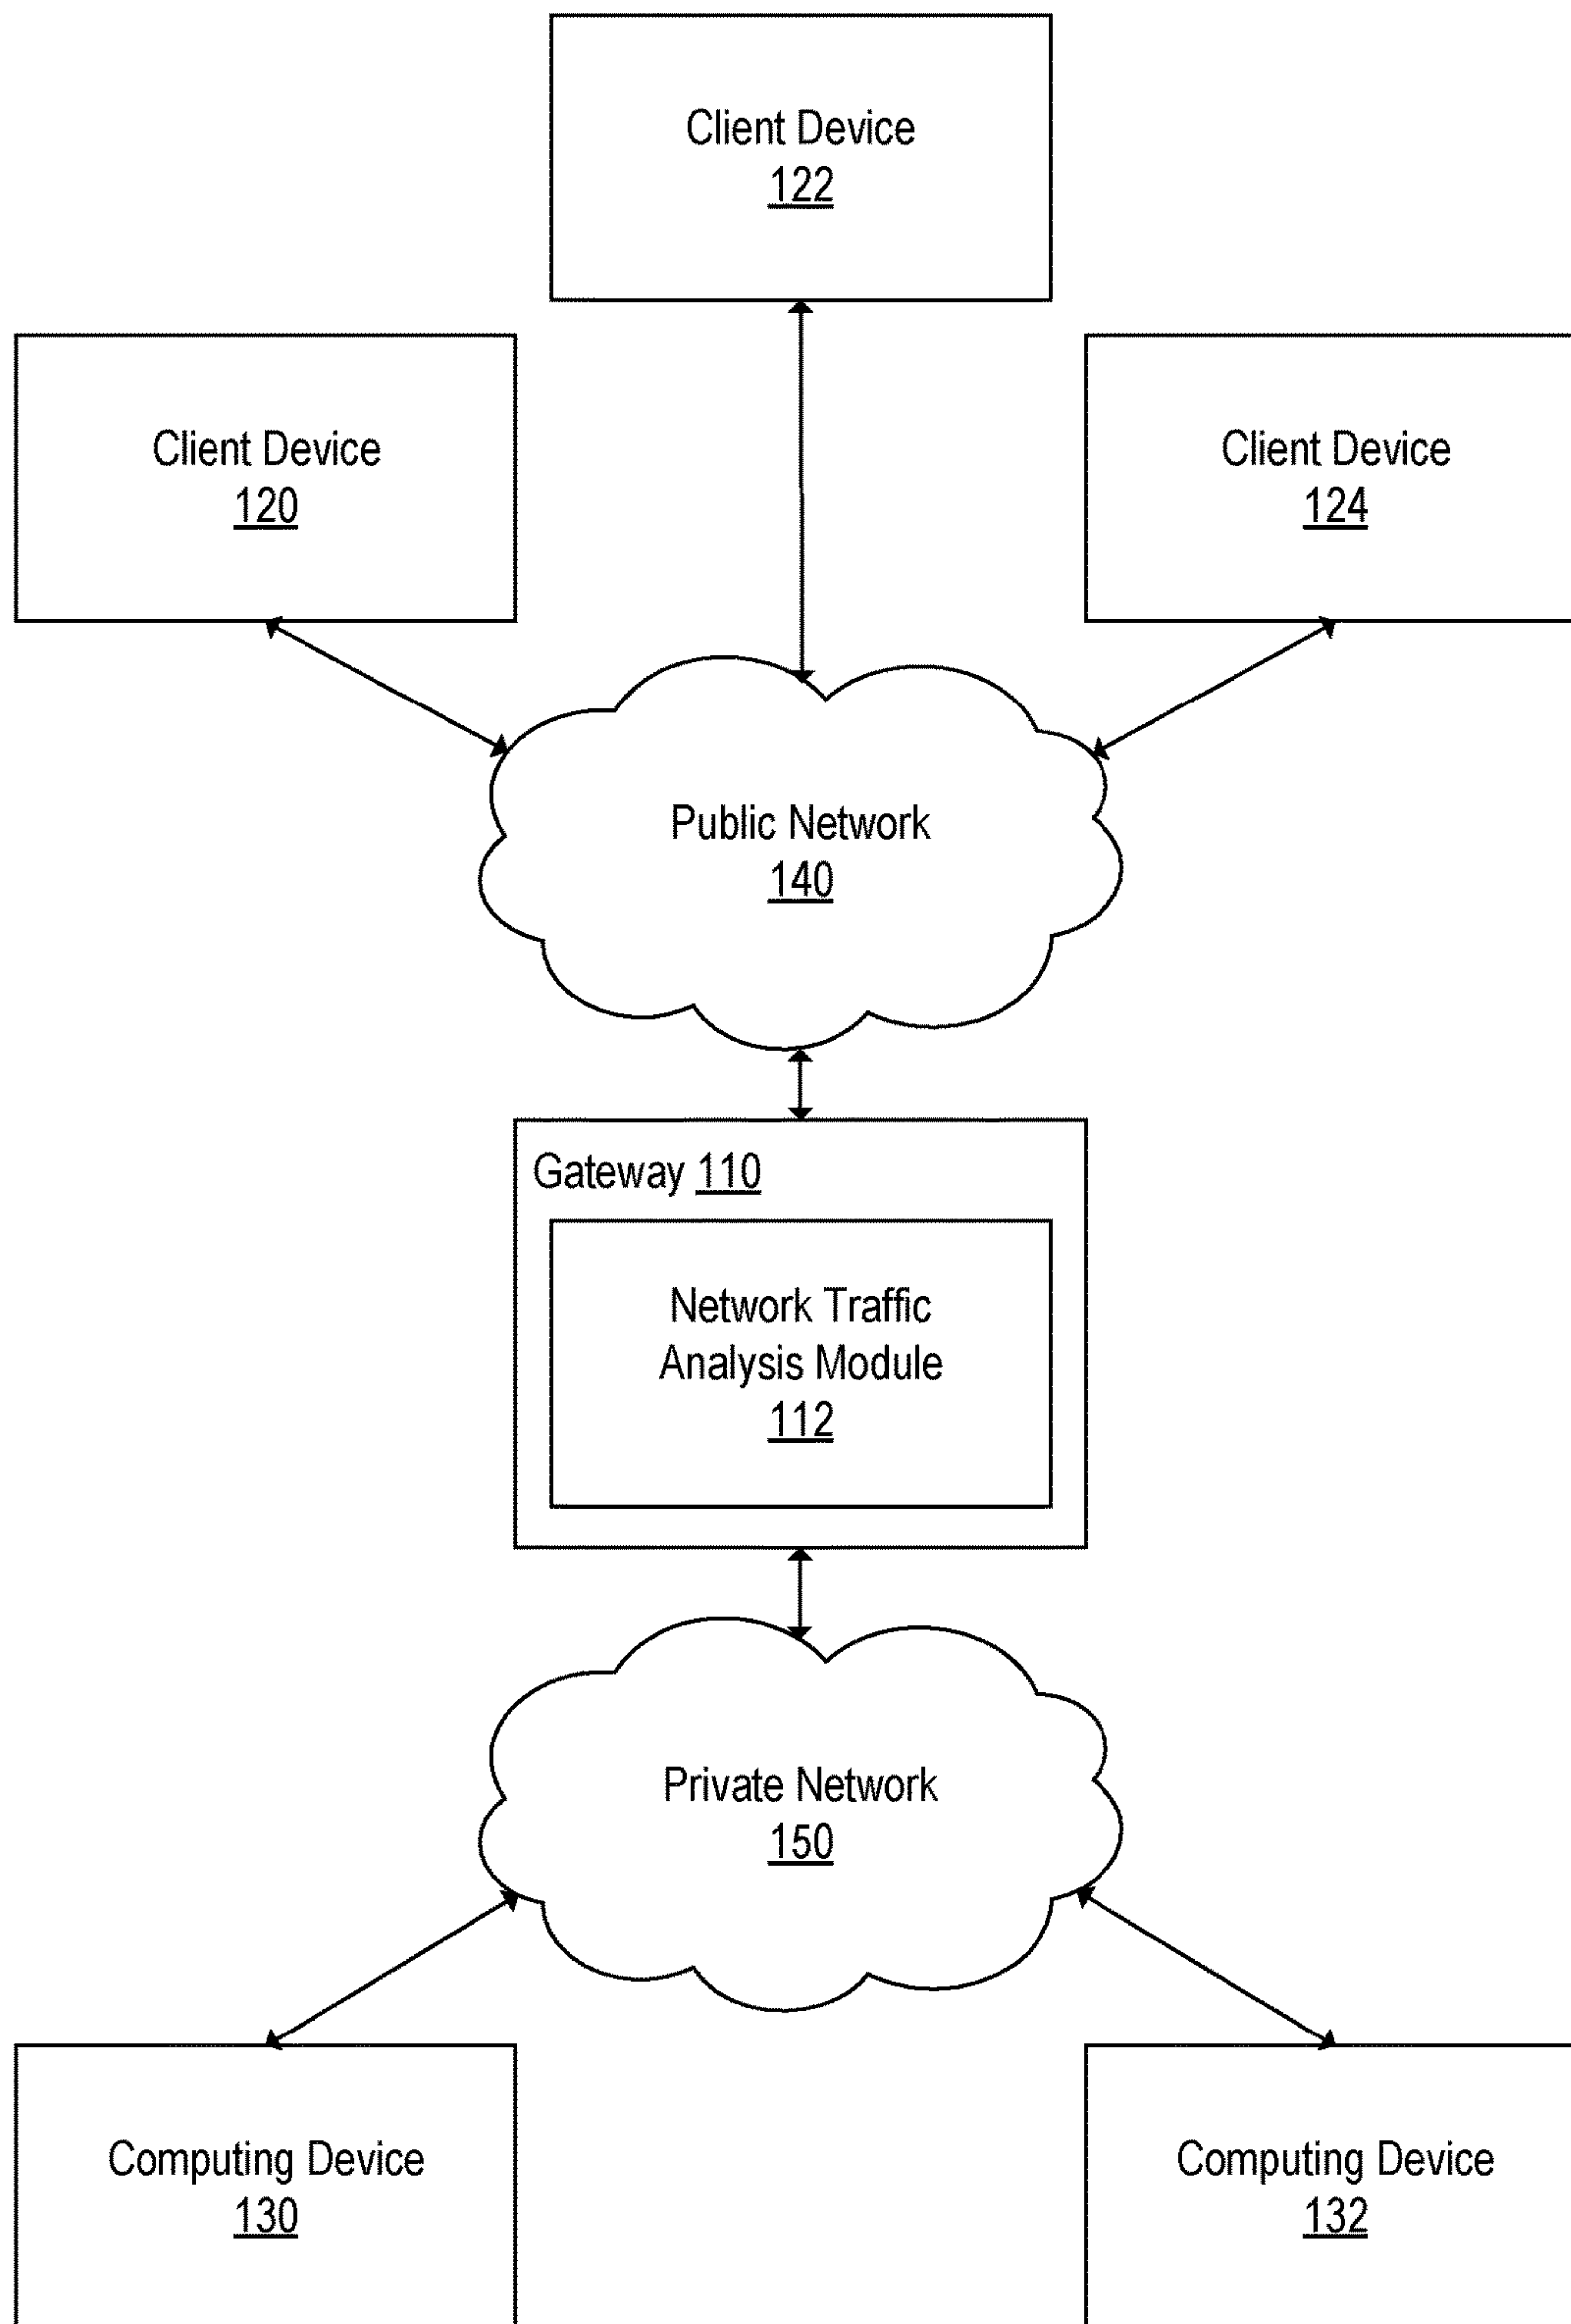 Client Device
122
Client Device
120
Client Device
124
Public Network
140
Gateway 110
Network Traffic
Analysis Module
112
Private Network
150
Computing Device
130
Computing Device
132